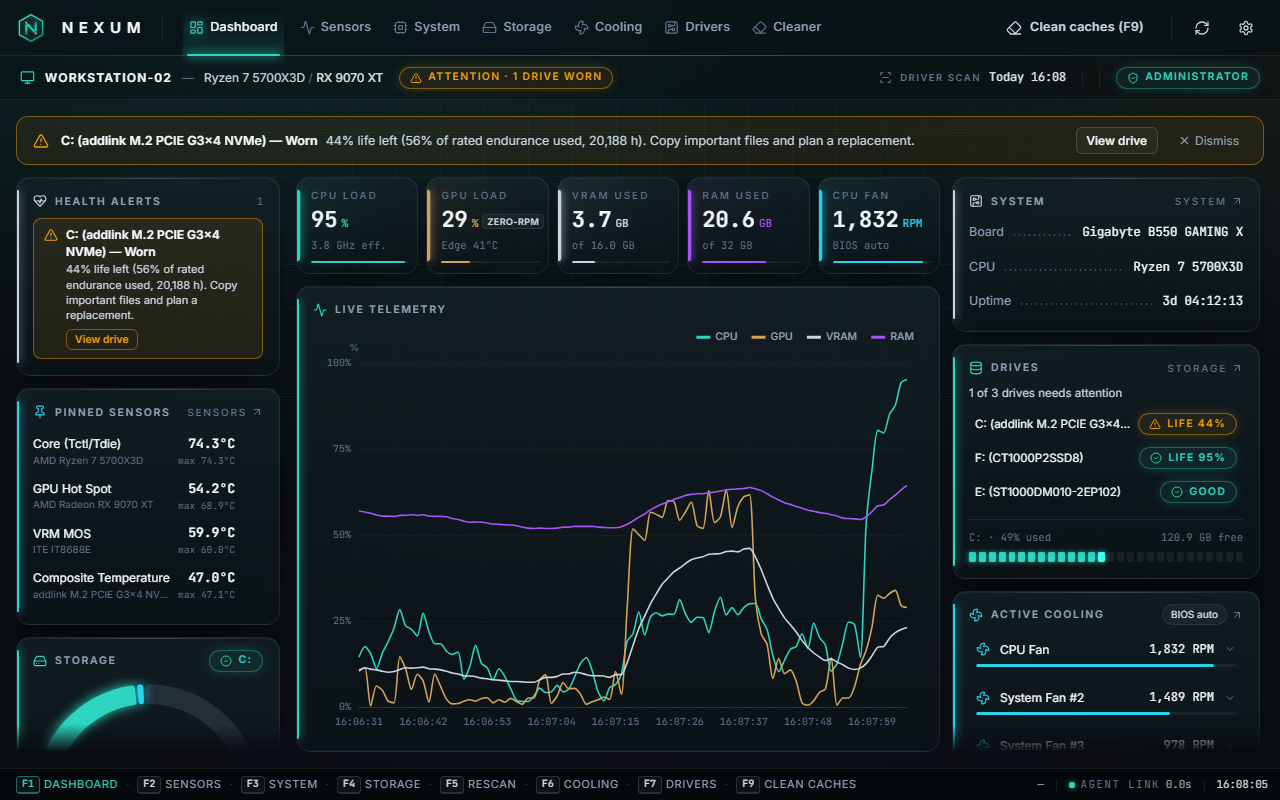 NEXUM
Dashboard
Sensors
System
Storage
Cooling
Drivers
Cleaner
Clean caches (F9)
WORKSTATION-02 — Ryzen 7 5700X3D / RX 9070 XT
ATTENTION · 1 DRIVE WORN
DRIVER SCAN Today 16:08
ADMINISTRATOR
C: (addlink M.2 PCIE G3×4 NVMe) — Worn 44% life left (56% of rated endurance used, 20,188 h). Copy important files and plan a replacement.
View drive
Dismiss
HEALTH ALERTS 1
C: (addlink M.2 PCIE G3×4
NVMe) — Worn
44% life left (56% of rated
endurance used, 20,188 h). Copy
important files and plan a
replacement.
View drive
PINNED SENSORS SENSORS
Core (Tctl/Tdie) 74.3°C
AMD Ryzen 7 5700X3D max 74.3°C
GPU Hot Spot 54.2°C
AMD Radeon RX 9070 XT max 68.9°C
VRM MOS 59.9°C
ITE IT8688E max 60.0°C
Composite Temperature 47.0°C
addlink M.2 PCIE G3×4 NV... max 47.1°C
STORAGE C:
CPU LOAD
95 %
3.8 GHz eff.
GPU LOAD
29 % ZERO-RPM
Edge 41°C
VRAM USED
3.7 GB
of 16.0 GB
RAM USED
20.6 GB
of 32 GB
CPU FAN
1,832 RPM
BIOS auto
LIVE TELEMETRY
CPU GPU VRAM RAM
%
100%
75%
50%
25%
0%
16:06:31 16:06:42 16:06:53 16:07:04 16:07:15 16:07:26 16:07:37 16:07:48 16:07:59
SYSTEM SYSTEM
Board Gigabyte B550 GAMING X
CPU Ryzen 7 5700X3D
Uptime 3d 04:12:13
DRIVES STORAGE
1 of 3 drives needs attention
C: (addlink M.2 PCIE G3×4... LIFE 44%
F: (CT1000P2SSD8) LIFE 95%
E: (ST1000DM010-2EP102) GOOD
C: · 49% used 120.9 GB free
ACTIVE COOLING BIOS auto
CPU Fan 1,832 RPM
System Fan #2 1,489 RPM
System Fan #3 978 RPM
F1 DASHBOARD · F2 SENSORS · F3 SYSTEM · F4 STORAGE · F5 RESCAN · F6 COOLING · F7 DRIVERS · F9 CLEAN CACHES
— AGENT LINK 0.0s 16:08:05